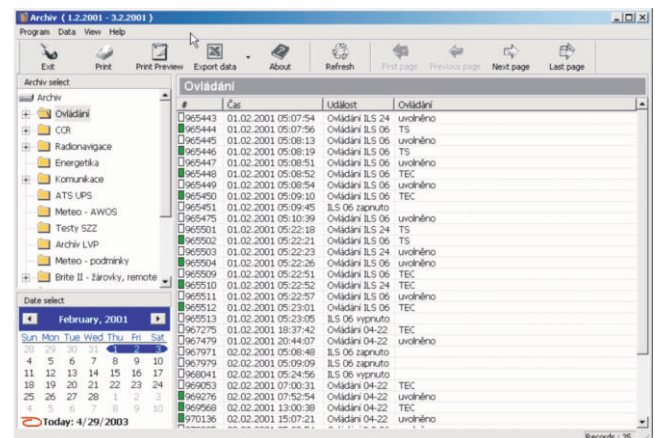 Archiv ( 1.2.2001 - 3.2.2001 )
Program Data View Help
Exit Print Print Preview Export data About Refresh First page Previous page Next page Last page
Archiv select
Archiv
Ovládání
CCR
Radionavigace
Energetika
Komunikace
ATS UPS
Meteo - AWOS
Testy SZZ
Archiv LVP
Meteo - podmínky
Brite II - žárovky, remote
Date select
February, 2001
Sun Mon Tue Wed Thu Fri Sat
28 29 30 31 1 2 3
4 5 6 7 8 9 10
11 12 13 14 15 16 17
18 19 20 21 22 23 24
25 26 27 28 1 2 3
4 5 6 7 8 9 10
Today: 4/29/2003
Ovládání
# Čas Událost Ovládání
965443 01.02.2001 05:07:54 Ovládání ILS 24 uvolněno
965444 01.02.2001 05:07:56 Ovládání ILS 06 TS
965445 01.02.2001 05:08:13 Ovládání ILS 06 uvolněno
965446 01.02.2001 05:08:19 Ovládání ILS 06 TS
965447 01.02.2001 05:08:51 Ovládání ILS 06 uvolněno
965448 01.02.2001 05:08:52 Ovládání ILS 06 TEC
965449 01.02.2001 05:08:54 Ovládání ILS 06 uvolněno
965450 01.02.2001 05:09:10 Ovládání ILS 06 TEC
965451 01.02.2001 05:09:45 ILS 06 zapnuto
965475 01.02.2001 05:10:39 Ovládání ILS 06 uvolněno
965501 01.02.2001 05:22:18 Ovládání ILS 24 TS
965502 01.02.2001 05:22:21 Ovládání ILS 06 TS
965503 01.02.2001 05:22:23 Ovládání ILS 24 uvolněno
965504 01.02.2001 05:22:26 Ovládání ILS 06 uvolněno
965509 01.02.2001 05:22:51 Ovládání ILS 06 TEC
965510 01.02.2001 05:22:52 Ovládání ILS 24 TEC
965511 01.02.2001 05:22:57 Ovládání ILS 06 uvolněno
965512 01.02.2001 05:23:01 Ovládání ILS 06 TEC
965513 01.02.2001 05:23:05 ILS 06 vypnuto
967275 01.02.2001 18:37:42 Ovládání 04-22 TEC
967479 01.02.2001 20:44:07 Ovládání 04-22 uvolněno
967971 02.02.2001 05:08:48 ILS 06 zapnuto
967979 02.02.2001 05:09:09 ILS 06 zapnuto
968041 02.02.2001 05:24:56 ILS 06 vypnuto
969053 02.02.2001 07:00:31 Ovládání 04-22 TEC
969276 02.02.2001 07:52:54 Ovládání 04-22 uvolněno
969568 02.02.2001 13:00:38 Ovládání 04-22 TEC
970136 02.02.2001 15:07:21 Ovládání 04-22 uvolněno
Records : 35